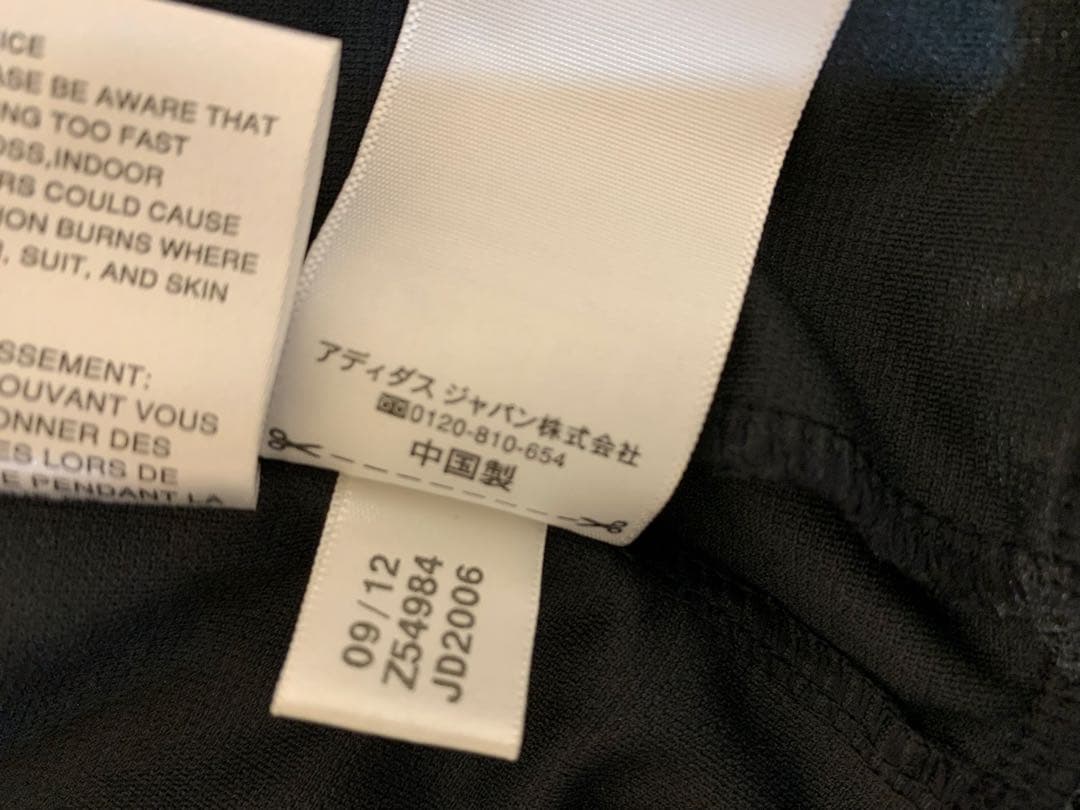 ICE
ASE BE AWARE THAT
NG TOO FAST
OSS,INDOOR
RS COULD CAUSE
ION BURNS WHERE
, SUIT, AND SKIN
SSEMENT:
OUVANT VOUS
ONNER DES
ES LORS DE
E PENDANT LA
アディダス ジャパン株式会社
0120-810-654
中国製
09/12
Z54984
JD2006